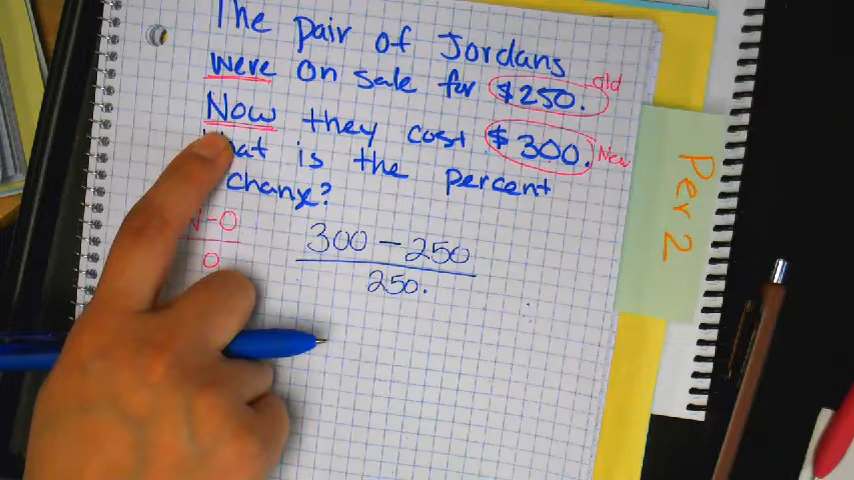 The pair of Jordans
were on sale for $250. old
Now they cost $300. New
What is the percent
change?
N-O
O
300 - 250
250.
Per 2